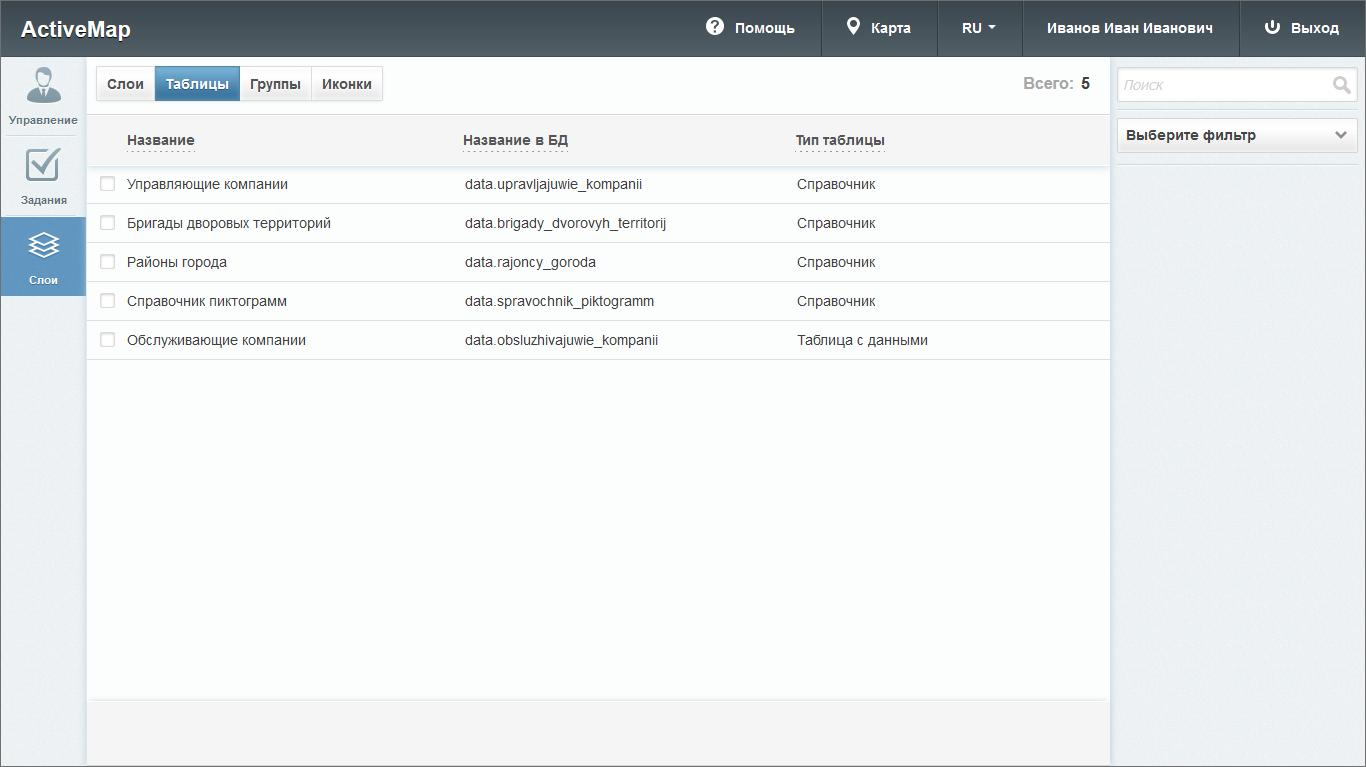 ActiveMap
Помощь
Карта
RU
Иванов Иван Иванович
Выход
Управление
Задания
Слои
Слои Таблицы Группы Иконки
Всего: 5
Название Название в БД Тип таблицы
Управляющие компании data.upravljajuwie_kompanii Справочник
Бригады дворовых территорий data.brigady_dvorovyh_territorij Справочник
Районы города data.rajoncy_goroda Справочник
Справочник пиктограмм data.spravochnik_piktogramm Справочник
Обслуживающие компании data.obsluzhivajuwie_kompanii Таблица с данными
Поиск
Выберите фильтр